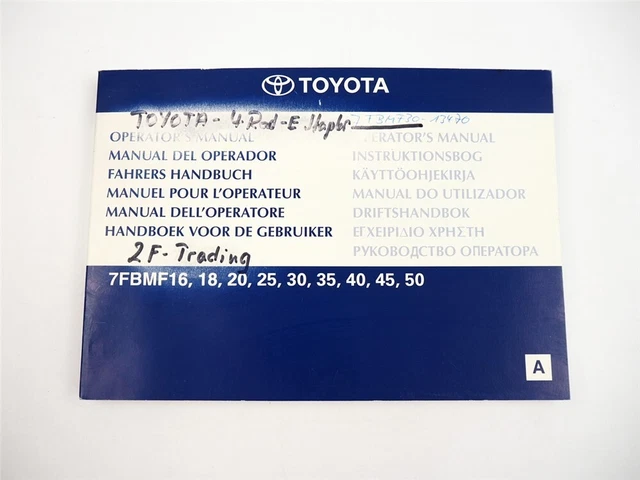 TOYOTA
TOYOTA - 4 Rad-E Stapler 7FBMF30-13470
OPERATOR'S MANUAL OPERATOR'S MANUAL
MANUAL DEL OPERADOR INSTRUKTIONSBOG
FAHRERS HANDBUCH KÄYTTÖOHJEKIRJA
MANUEL POUR L'OPERATEUR MANUAL DO UTILIZADOR
MANUAL DELL'OPERATORE DRIFTSHANDBOK
HANDBOEK VOOR DE GEBRUIKER ΕΓΧΕΙΡΙΔΙΟ ΧΡΗΣΤΗ
РУКОВОДСТВО ОПЕРАТОРА
2F-Trading
7FBMF16, 18, 20, 25, 30, 35, 40, 45, 50
A